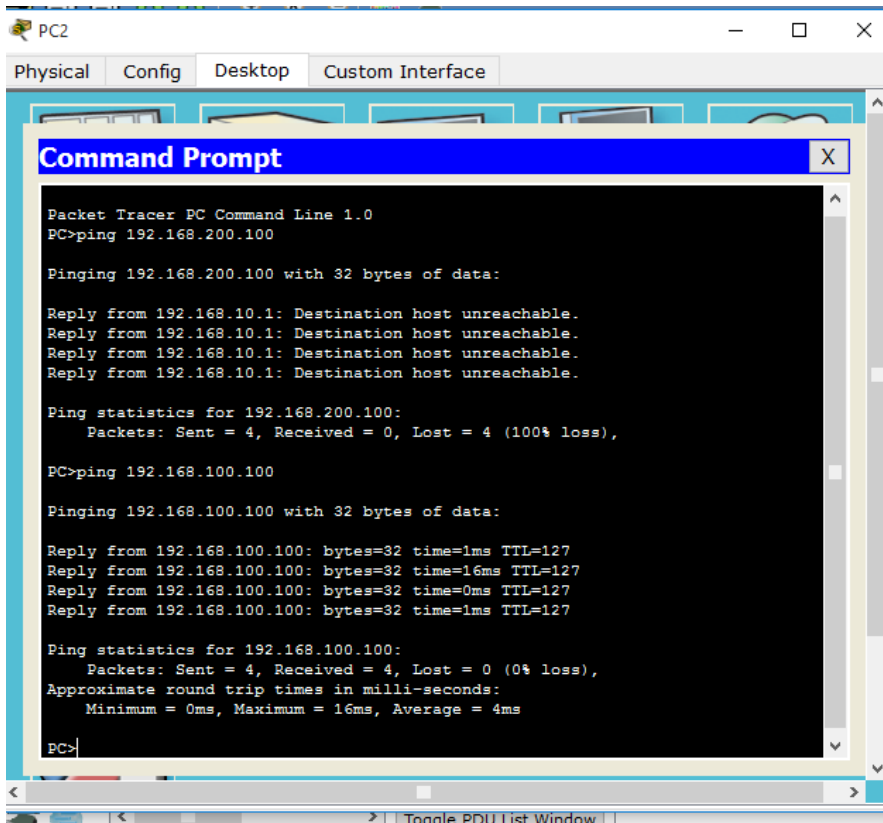 PC2
Physical Config Desktop Custom Interface
Command Prompt X
Packet Tracer PC Command Line 1.0
PC>ping 192.168.200.100
Pinging 192.168.200.100 with 32 bytes of data:
Reply from 192.168.10.1: Destination host unreachable.
Reply from 192.168.10.1: Destination host unreachable.
Reply from 192.168.10.1: Destination host unreachable.
Reply from 192.168.10.1: Destination host unreachable.
Ping statistics for 192.168.200.100:
Packets: Sent = 4, Received = 0, Lost = 4 (100% loss),
PC>ping 192.168.100.100
Pinging 192.168.100.100 with 32 bytes of data:
Reply from 192.168.100.100: bytes=32 time=1ms TTL=127
Reply from 192.168.100.100: bytes=32 time=16ms TTL=127
Reply from 192.168.100.100: bytes=32 time=0ms TTL=127
Reply from 192.168.100.100: bytes=32 time=1ms TTL=127
Ping statistics for 192.168.100.100:
Packets: Sent = 4, Received = 4, Lost = 0 (0% loss),
Approximate round trip times in milli-seconds:
Minimum = 0ms, Maximum = 16ms, Average = 4ms
PC>
Toggle PDU List Window